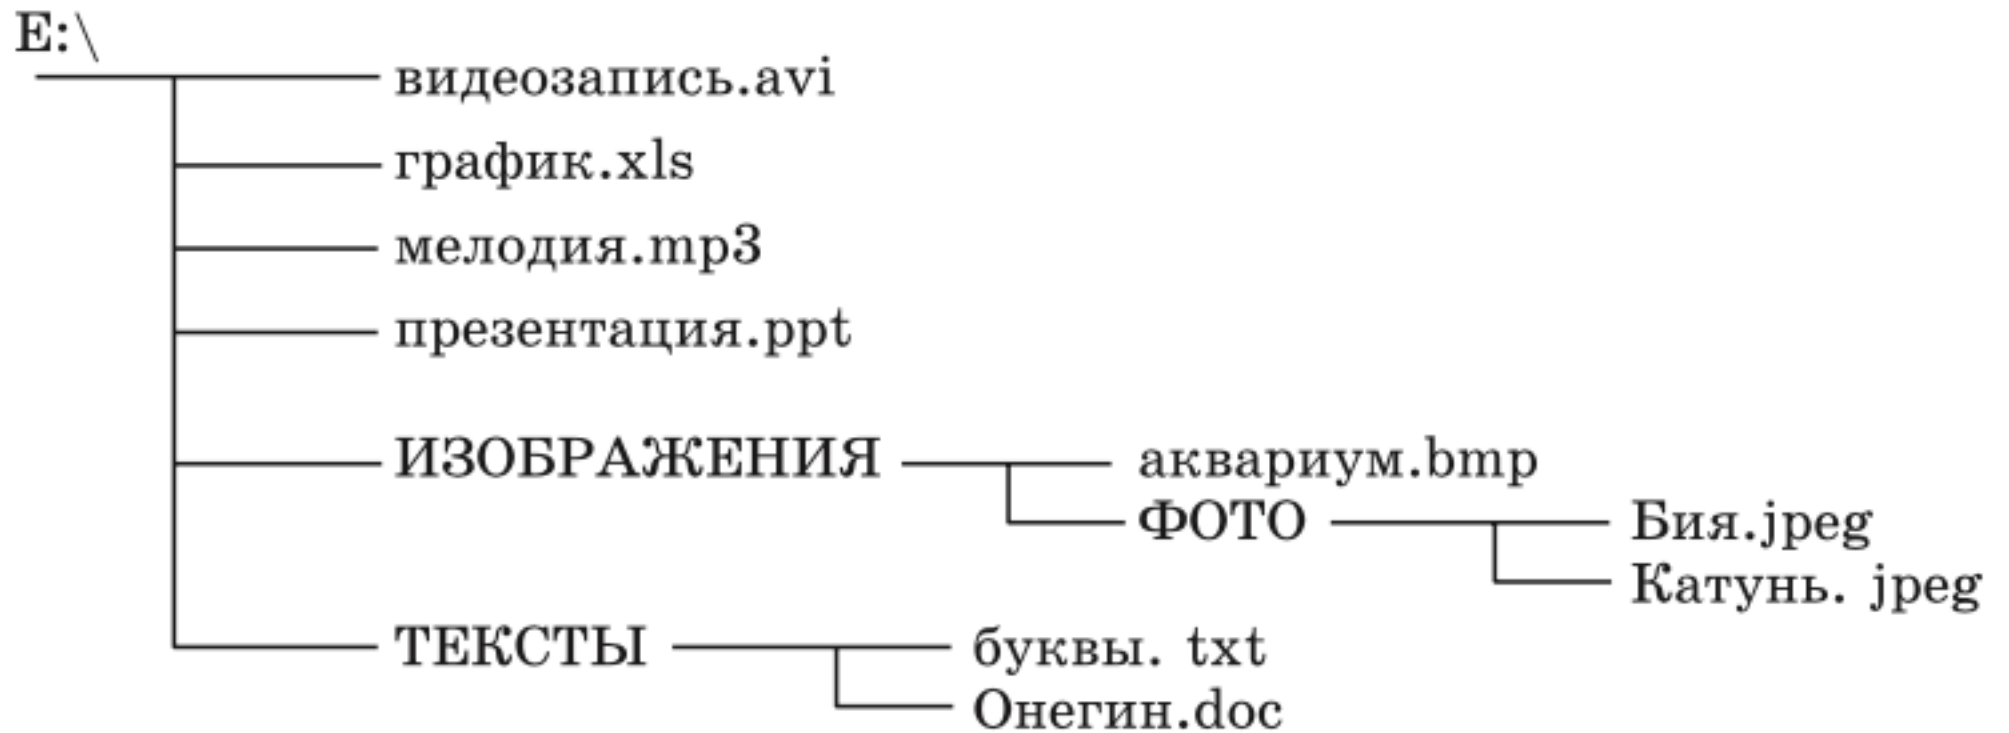 E:\
видеозапись.avi
график.xls
мелодия.mp3
презентация.ppt
ИЗОБРАЖЕНИЯ аквариум.bmp
ФОТО Бия.jpeg
Катунь. jpeg
ТЕКСТЫ буквы. txt
Онегин.doc